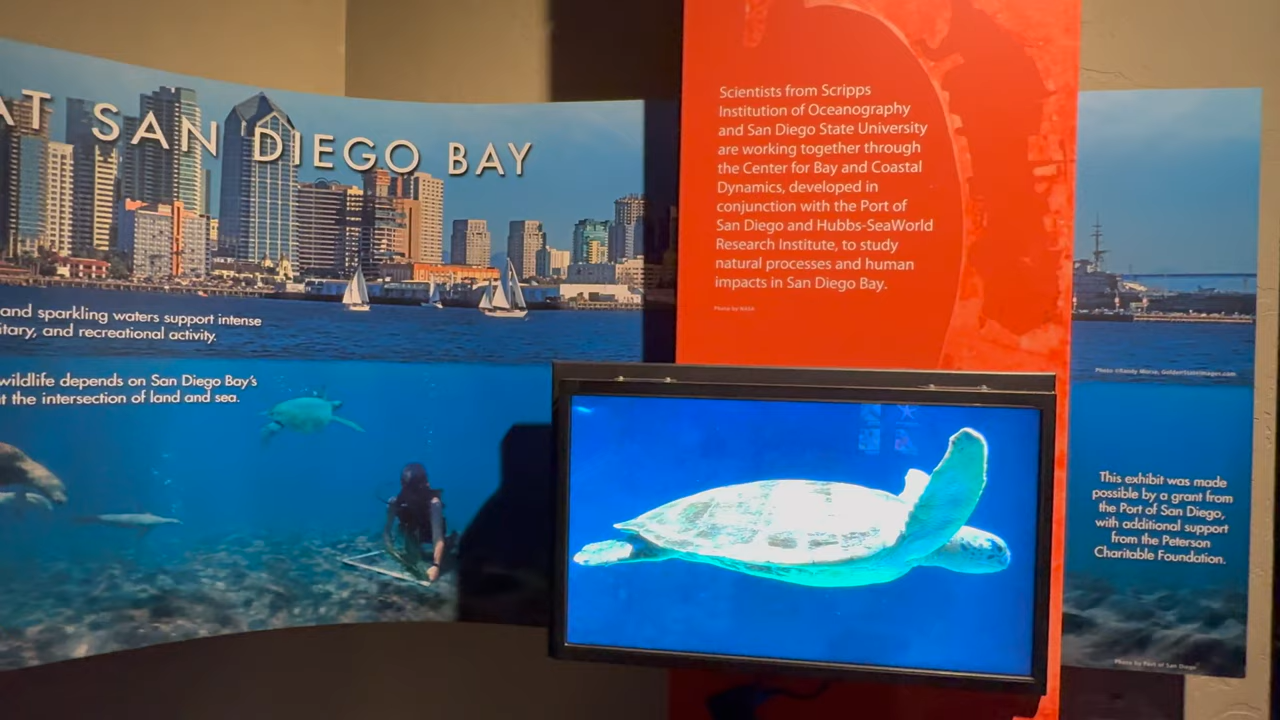 AT SAN DIEGO BAY
and sparkling waters support intense
itary, and recreational activity.
wildlife depends on San Diego Bay's
t the intersection of land and sea.
Scientists from Scripps
Institution of Oceanography
and San Diego State University
are working together through
the Center for Bay and Coastal
Dynamics, developed in
conjunction with the Port of
San Diego and Hubbs-SeaWorld
Research Institute, to study
natural processes and human
impacts in San Diego Bay.
Photo by NASA
Photo ©Sandy Huffar, GoldenStateImages.com
This exhibit was made
possible by a grant from
the Port of San Diego,
with additional support
from the Peterson
Charitable Foundation.
Photo by Port of San Diego